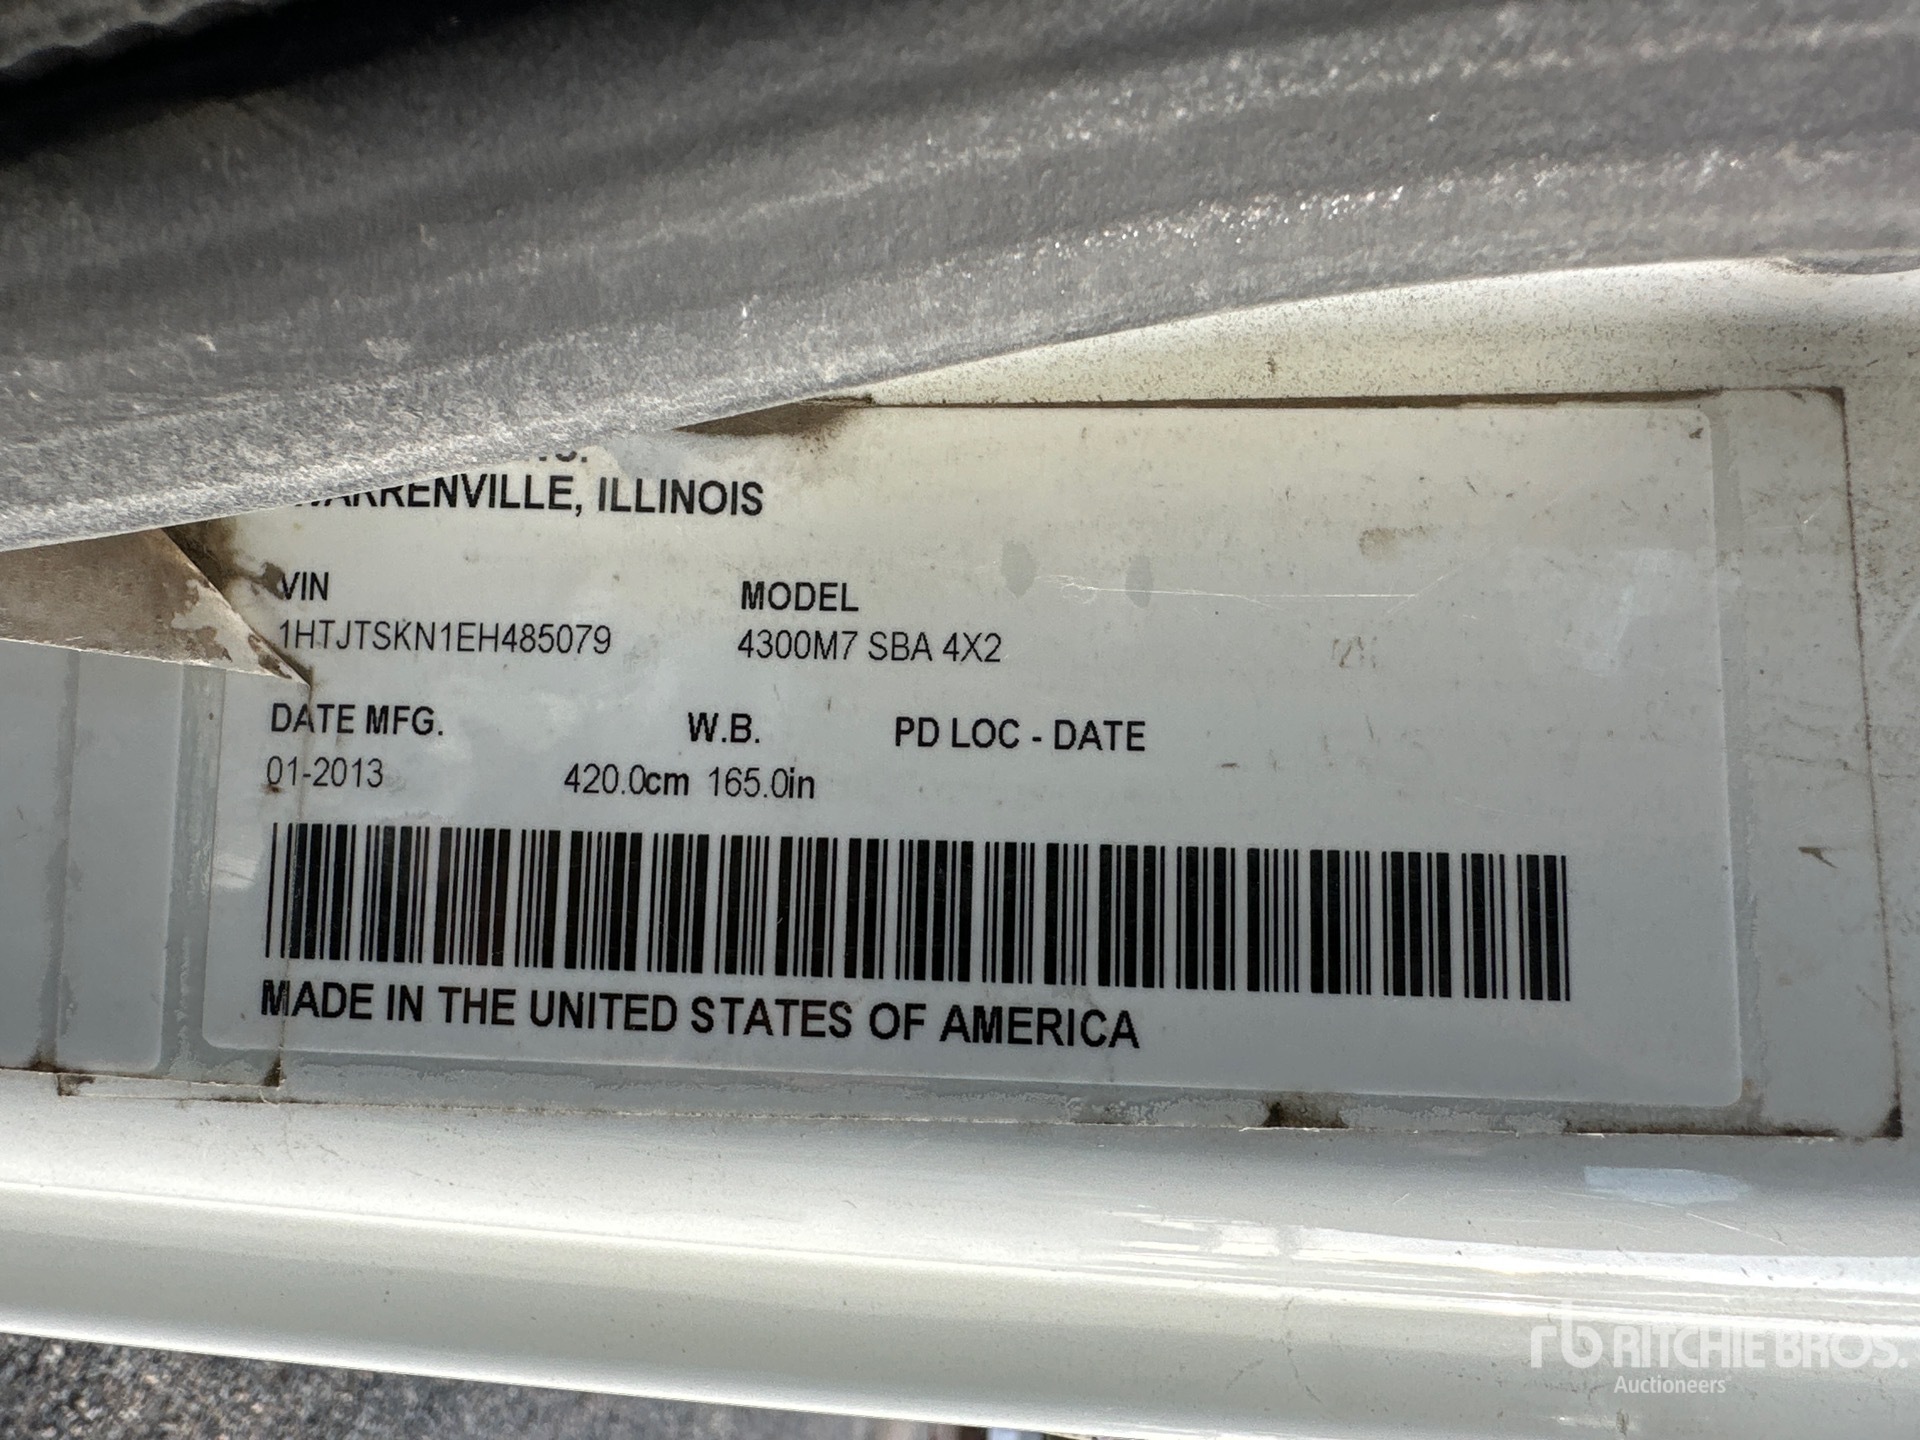 WARRENVILLE, ILLINOIS
VIN MODEL
1HTJTSKN1EH485079 4300M7 SBA 4X2
DATE MFG. W.B. PD LOC - DATE
01-2013 420.0cm 165.0in
MADE IN THE UNITED STATES OF AMERICA
rb RITCHIE BROS.
Auctioneers